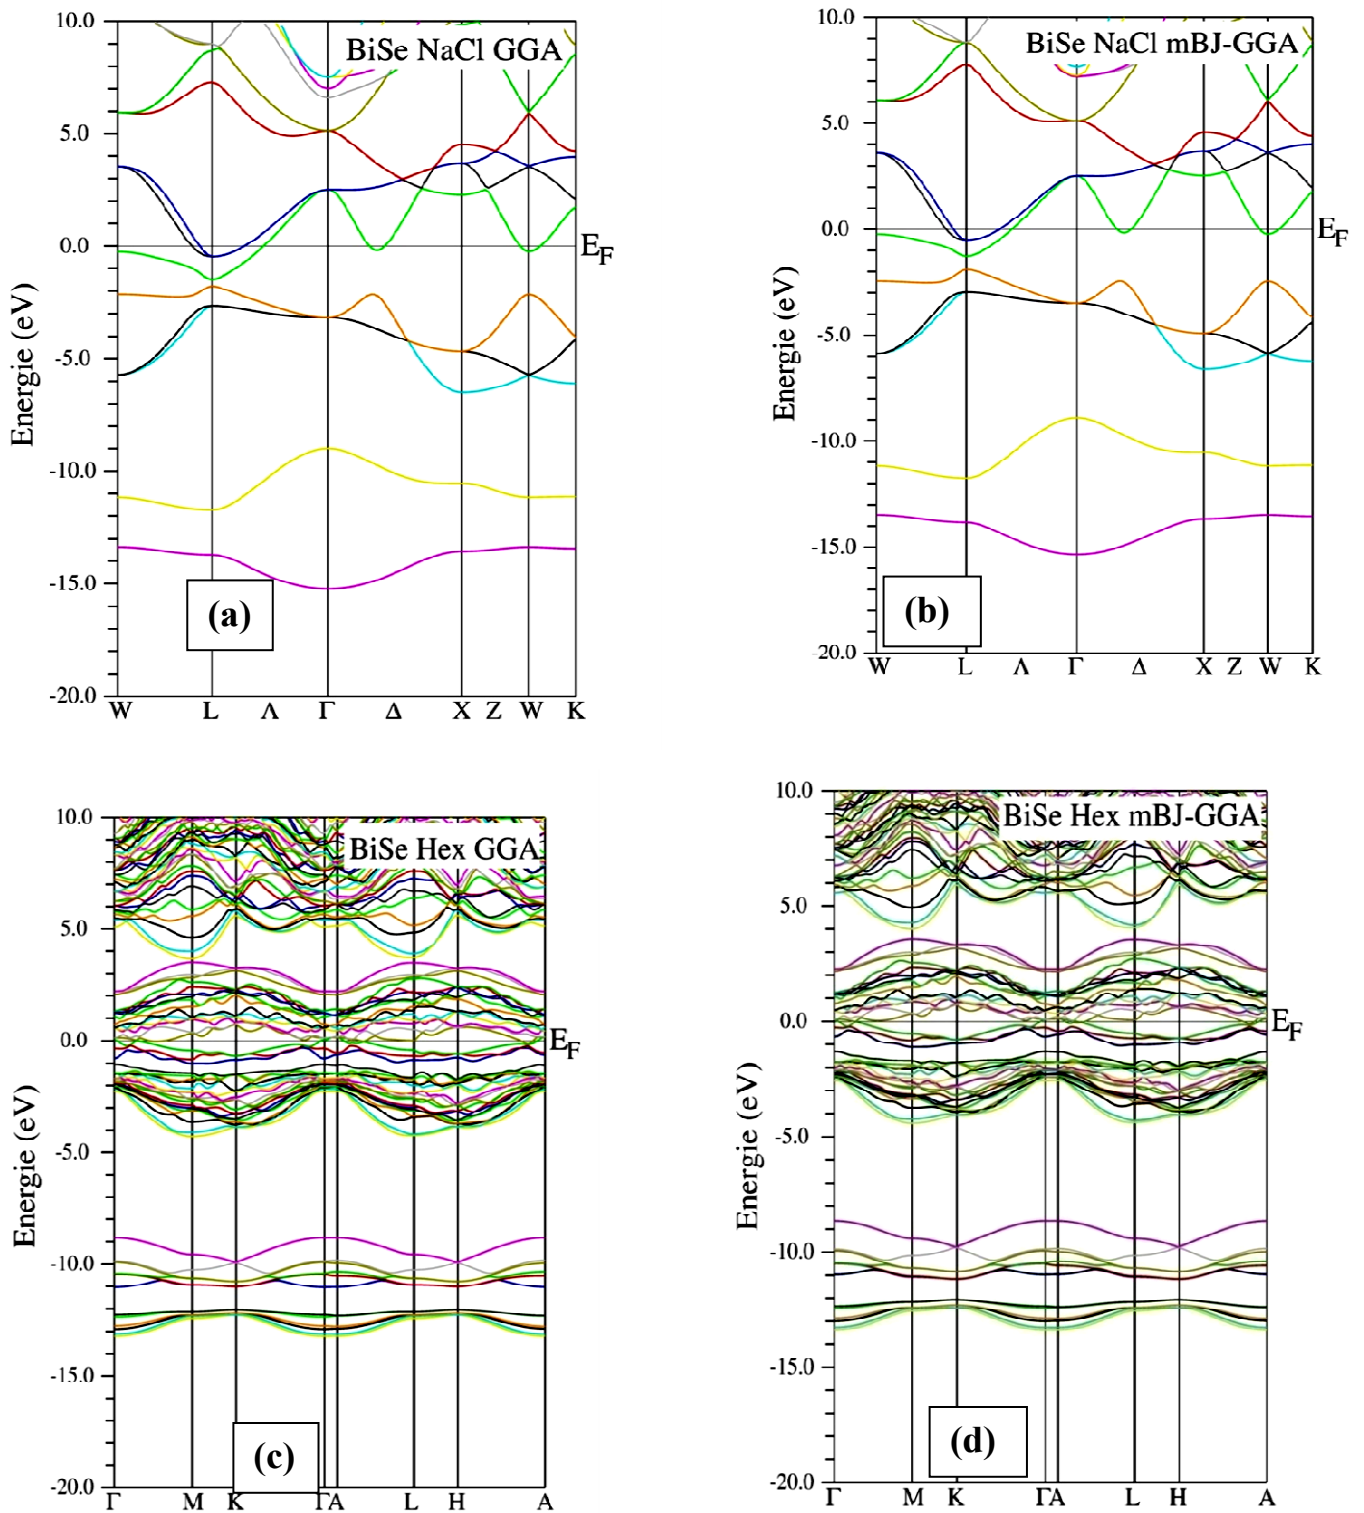 BiSe NaCl GGA
10.0
5.0
0.0
-5.0
-10.0
-15.0
-20.0
Energie (eV)
E_F
(a)
W L Λ Γ Δ X Z W K
BiSe NaCl mBJ-GGA
10.0
5.0
0.0
-5.0
-10.0
-15.0
-20.0
Energie (eV)
E_F
(b)
W L Λ Γ Δ X Z W K
BiSe Hex GGA
10.0
5.0
0.0
-5.0
-10.0
-15.0
-20.0
Energie (eV)
E_F
(c)
Γ M K Γ A L H A
BiSe Hex mBJ-GGA
10.0
5.0
0.0
-5.0
-10.0
-15.0
-20.0
Energie (eV)
E_F
(d)
Γ M K Γ A L H A